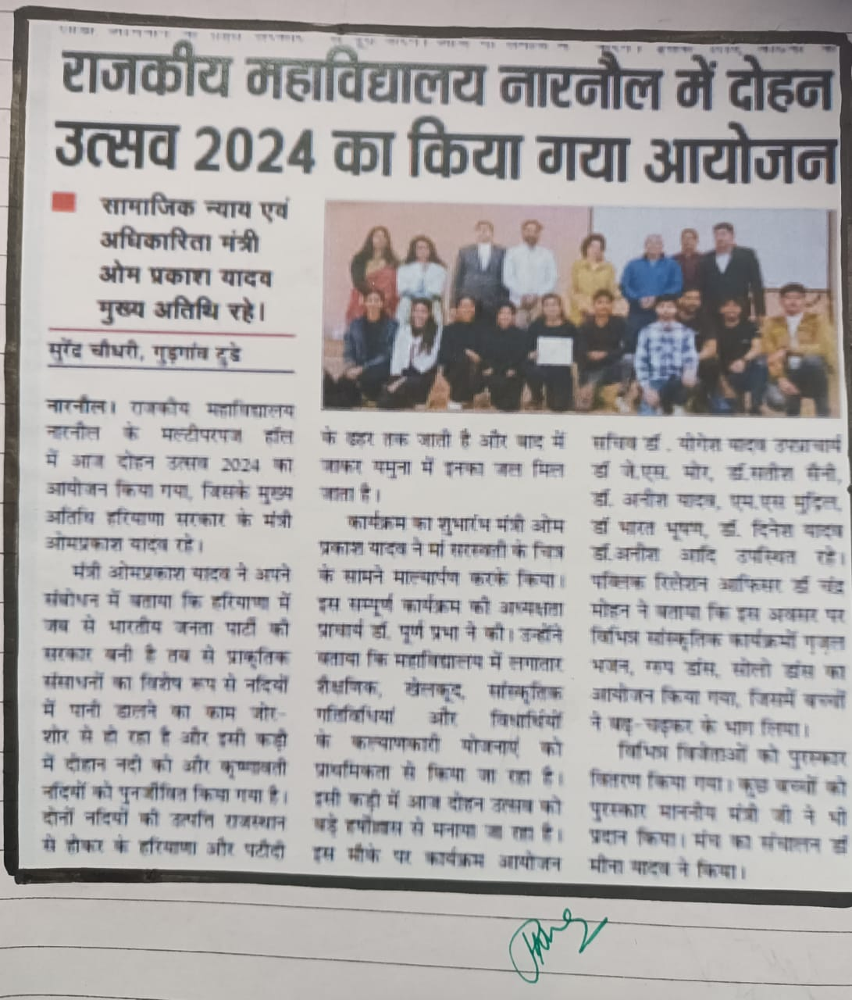 राजकीय महाविद्यालय नारनौल में दोहन
उत्सव 2024 का किया गया आयोजन
सामाजिक न्याय एवं
अधिकारिता मंत्री
ओम प्रकाश यादव
मुख्य अतिथि रहे।
सुरेंद्र चौधरी, गुड़गांव टुडे
नारनौल। राजकीय महाविद्यालय
नारनौल के मल्टीपरपज हॉल
में आज दोहन उत्सव 2024 का
आयोजन किया गया, जिसके मुख्य
अतिथि हरियाणा सरकार के मंत्री
ओमप्रकाश यादव रहे।
मंत्री ओमप्रकाश यादव ने अपने
संबोधन में बताया कि हरियाणा में
जब से भारतीय जनता पार्टी की
सरकार बनी है तब से प्राकृतिक
संसाधनों का विशेष रूप से नदियों
में पानी डालने का काम जोर-
शोर से हो रहा है और इसी कड़ी
में दोहान नदी को और कृष्णावती
नदियों को पुनर्जीवित किया गया है।
दोनों नदियों की उत्पत्ति राजस्थान
से होकर के हरियाणा और पटौदी
के डहर तक जाती है और बाद में
जाकर यमुना में इनका जल मिल
जाता है।
कार्यक्रम का शुभारंभ मंत्री ओम
प्रकाश यादव ने मां सरस्वती के चित्र
के सामने माल्यार्पण करके किया।
इस सम्पूर्ण कार्यक्रम की अध्यक्षता
प्राचार्य डॉ. पूर्ण प्रभा ने की। उन्होंने
बताया कि महाविद्यालय में लगातार
शैक्षणिक, खेलकूद, सांस्कृतिक
गतिविधियां और विद्यार्थियों
के कल्याणकारी योजनाएं को
प्राथमिकता से किया जा रहा है।
इसी कड़ी में आज दोहन उत्सव को
बड़े हर्षोल्लास से मनाया जा रहा है।
इस मौके पर कार्यक्रम आयोजन
सचिव डॉ. योगेश यादव उपप्राचार्य
डॉ जे.एस. मोर, डॉ.सतीश सैनी,
डॉ. अनीश यादव, एम.एस मुदगिल,
डॉ भारत भूषण, डॉ. दिनेश यादव
डॉ.अनीश आदि उपस्थित रहे।
पब्लिक रिलेशन आफिसर डॉ चंद्र
मोहन ने बताया कि इस अवसर पर
विभिन्न सांस्कृतिक कार्यक्रमों गजल
भजन, ग्रुप डांस, सोलो डांस का
आयोजन किया गया, जिसमें बच्चों
ने बढ़-चढ़कर के भाग लिया।
विभिन्न विजेताओं को पुरस्कार
वितरण किया गया। कुछ बच्चों को
पुरस्कार माननीय मंत्री जी ने भी
प्रदान किया। मंच का संचालन डॉ
मीना यादव ने किया।